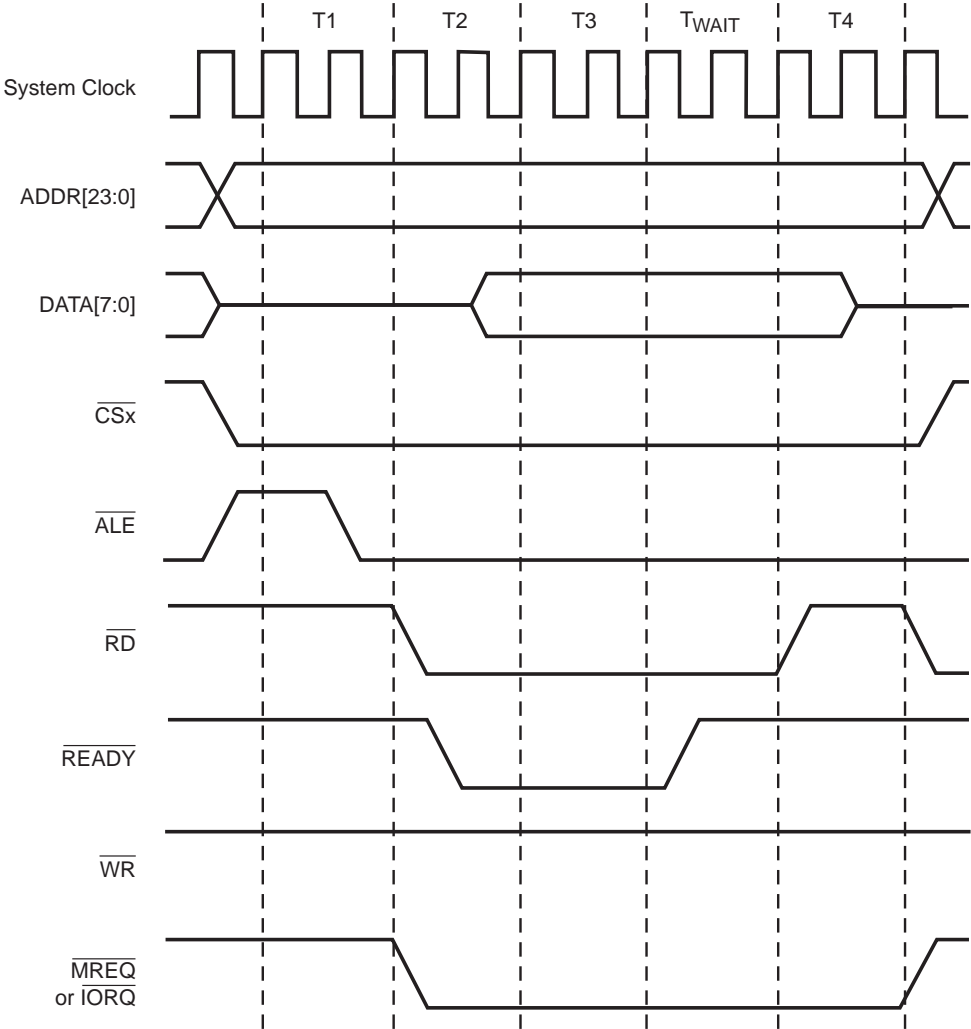 T1 T2 T3 TWAIT T4
System Clock
ADDR[23:0]
DATA[7:0]
CSx
ALE
RD
READY
WR
MREQ
or IORQ